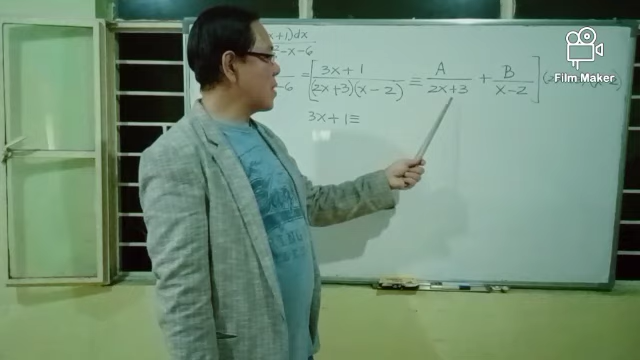 x+1)dx
-x-6
-6 = [ 3x+1 / (2x+3)(x-2) ≡ A / 2x+3 + B / x-2 ]
3x+1≡
Film Maker